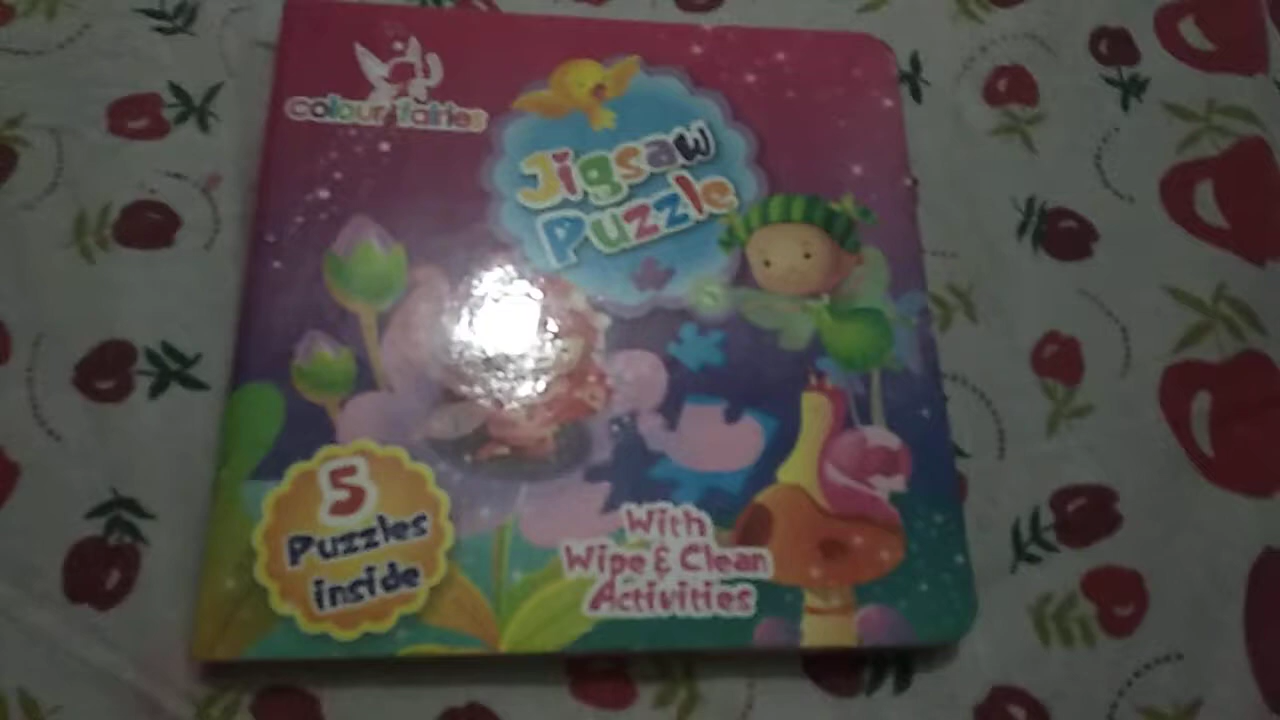 colour fairies
Jigsaw
Puzzle
5
Puzzles
inside
With
Wipe & Clean
Activities